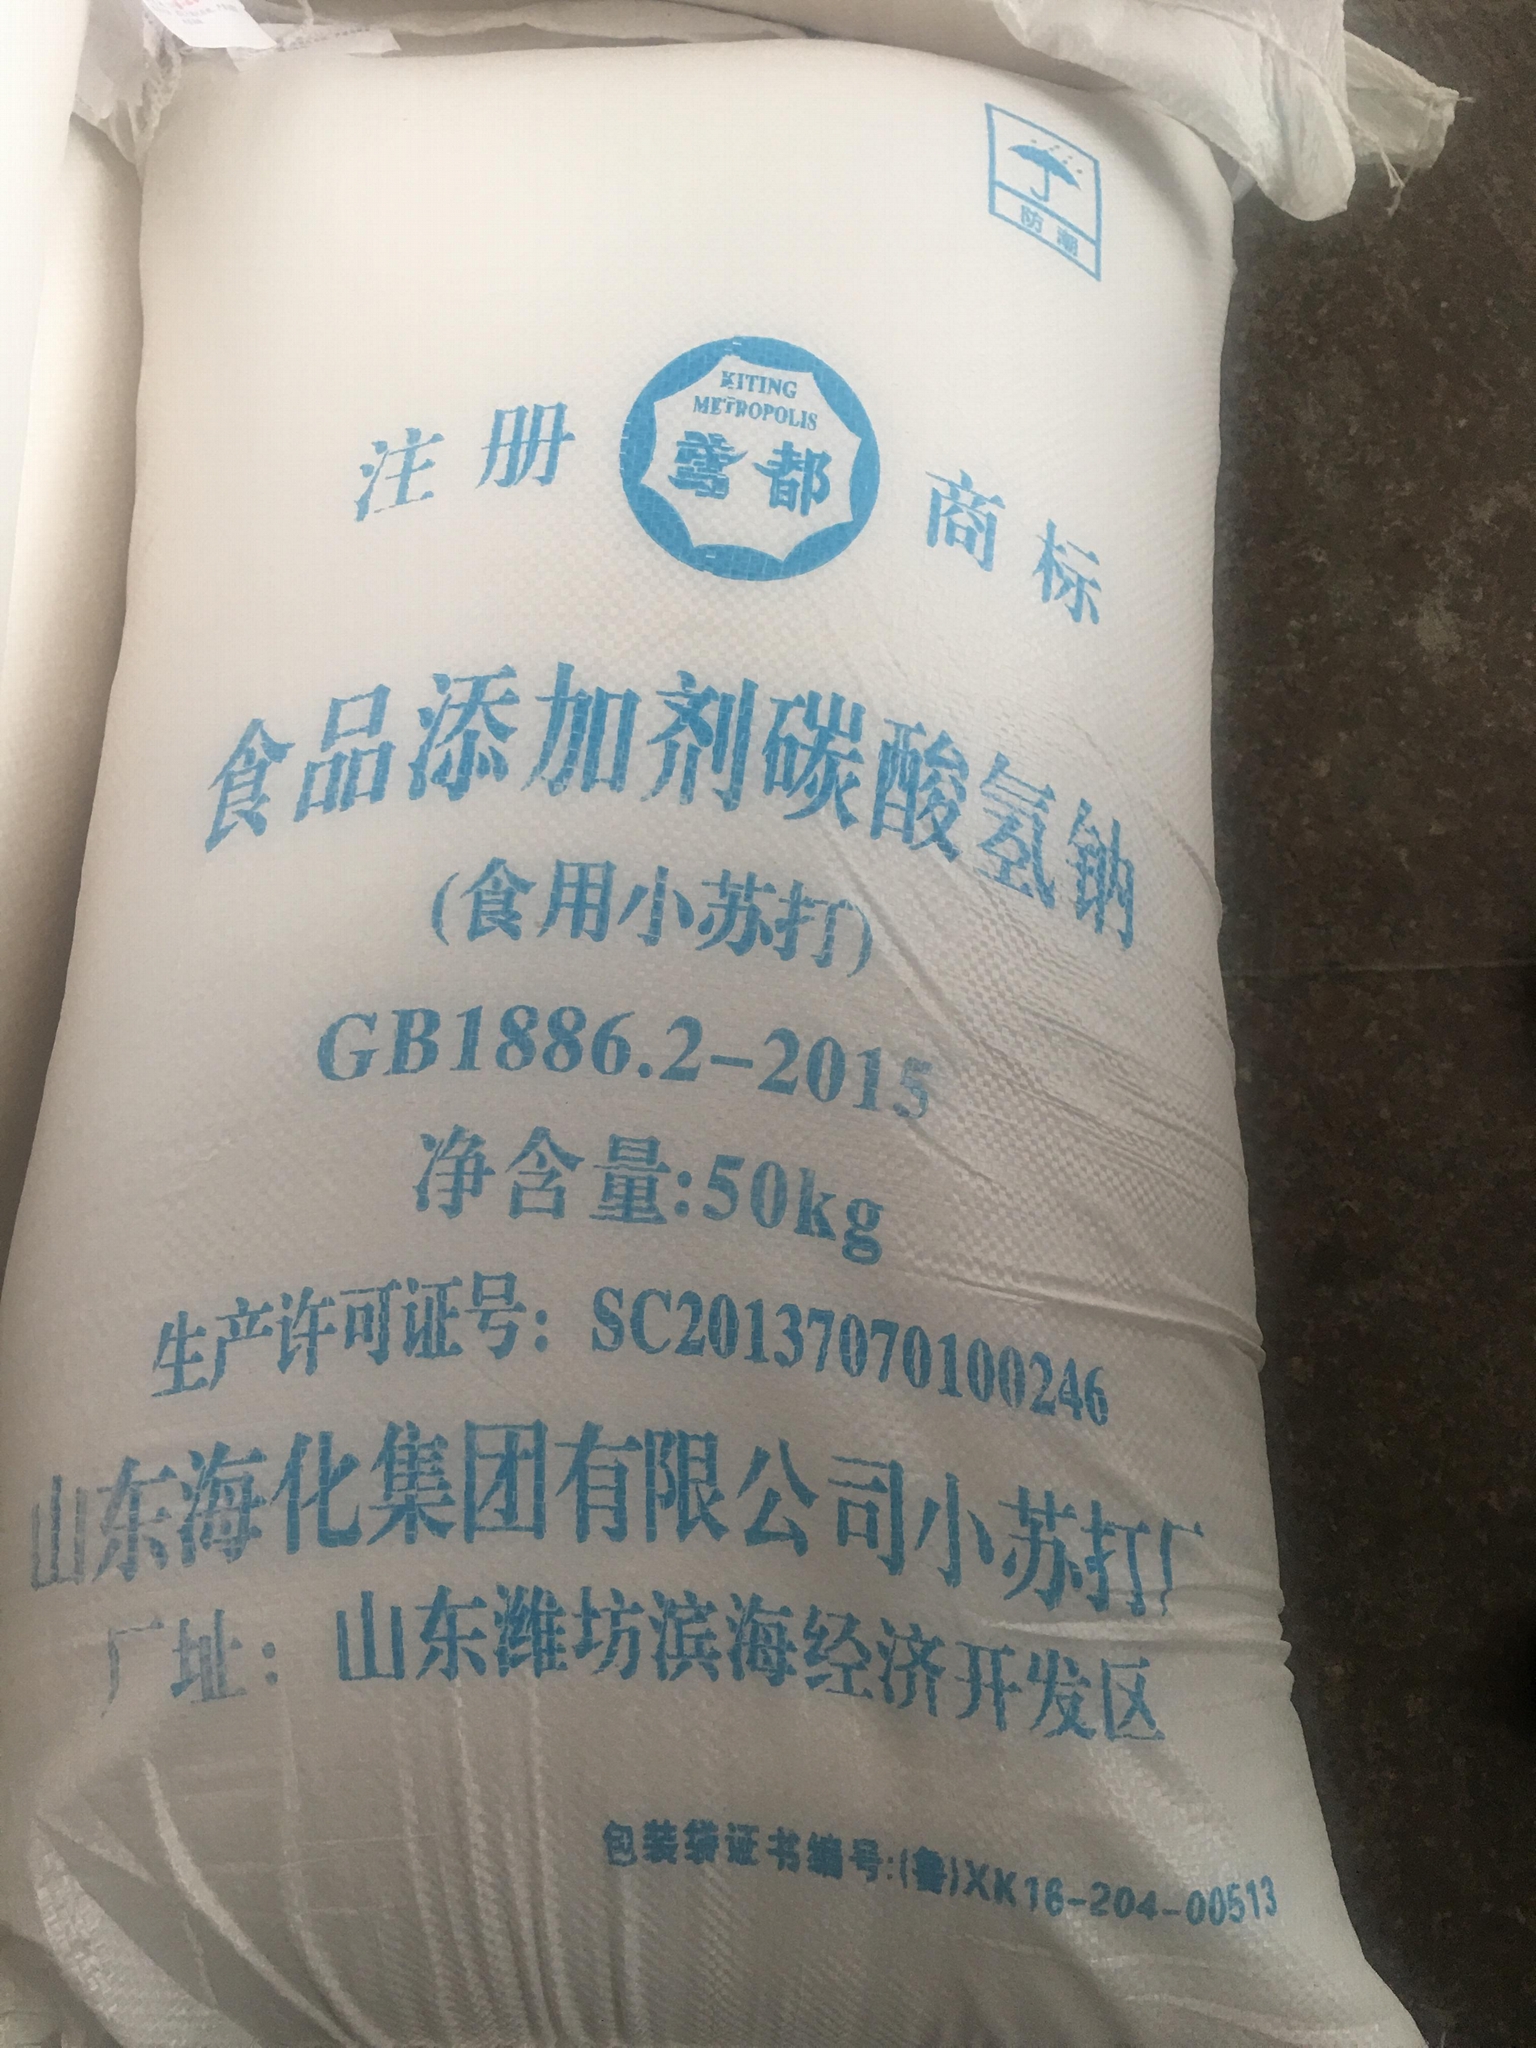 防潮
KITING
METROPOLIS
鸢都
注册 商标
食品添加剂碳酸氢钠
(食用小苏打)
GB1886.2-2015
净含量:50kg
生产许可证号：SC20137070100246
山东海化集团有限公司小苏打厂
厂址：山东潍坊滨海经济开发区
包装袋证书编号:(鲁)XK16-204-00513